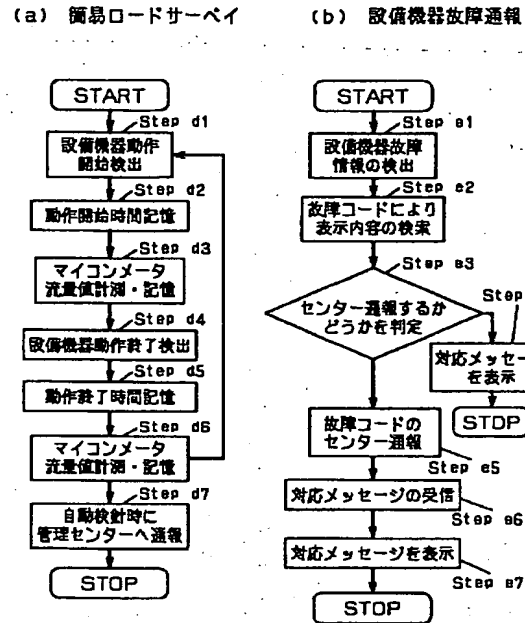 (a) 簡易ロードサーベイ
START
Step d1
設備機器動作
開始検出
Step d2
動作開始時間記憶
Step d3
マイコンメータ
流量値計測・記憶
Step d4
設備機器動作終了検出
Step d5
動作終了時間記憶
Step d6
マイコンメータ
流量値計測・記憶
Step d7
自動検針時に
管理センターへ通報
STOP
(b) 設備機器故障通報
START
Step e1
設備機器故障
情報の検出
Step e2
故障コードにより
表示内容の検索
Step e3
センター通報するか
どうかを判定
Step
対応メッセー
を表示
STOP
故障コードの
センター通報
Step e5
対応メッセージの受信
Step e6
対応メッセージを表示
Step e7
STOP